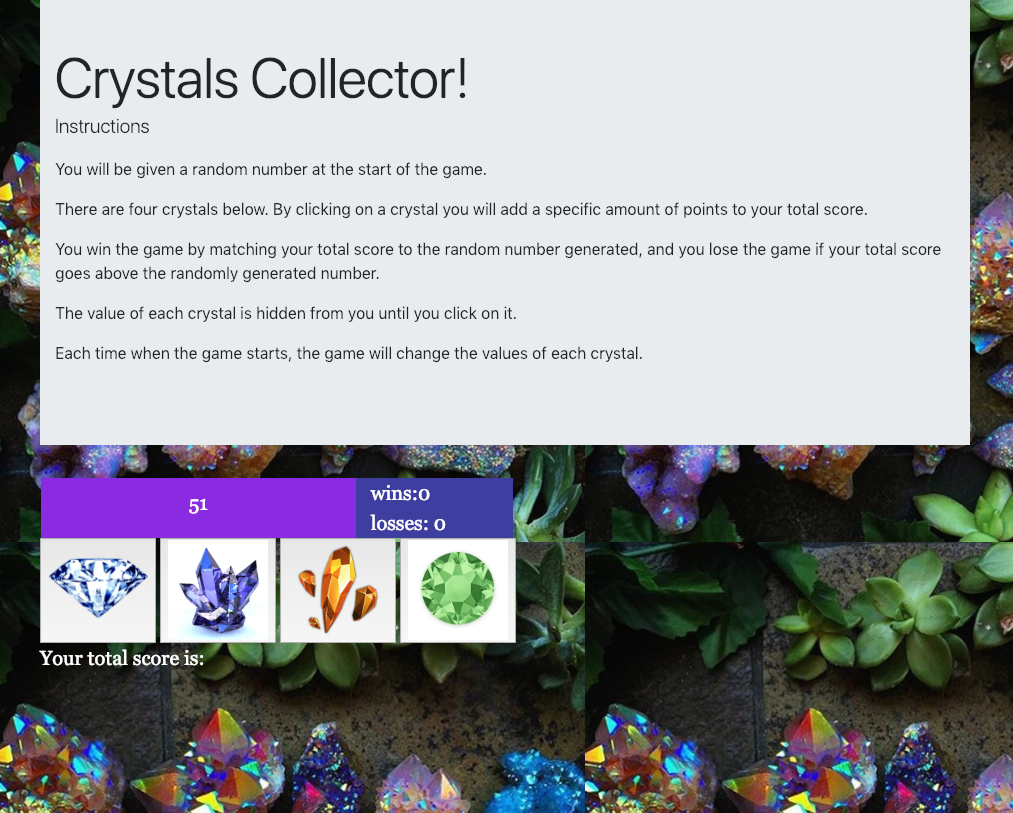 Crystals Collector!
Instructions
You will be given a random number at the start of the game.
There are four crystals below. By clicking on a crystal you will add a specific amount of points to your total score.
You win the game by matching your total score to the random number generated, and you lose the game if your total score
goes above the randomly generated number.
The value of each crystal is hidden from you until you click on it.
Each time when the game starts, the game will change the values of each crystal.
51
wins:0
losses: 0
Your total score is: